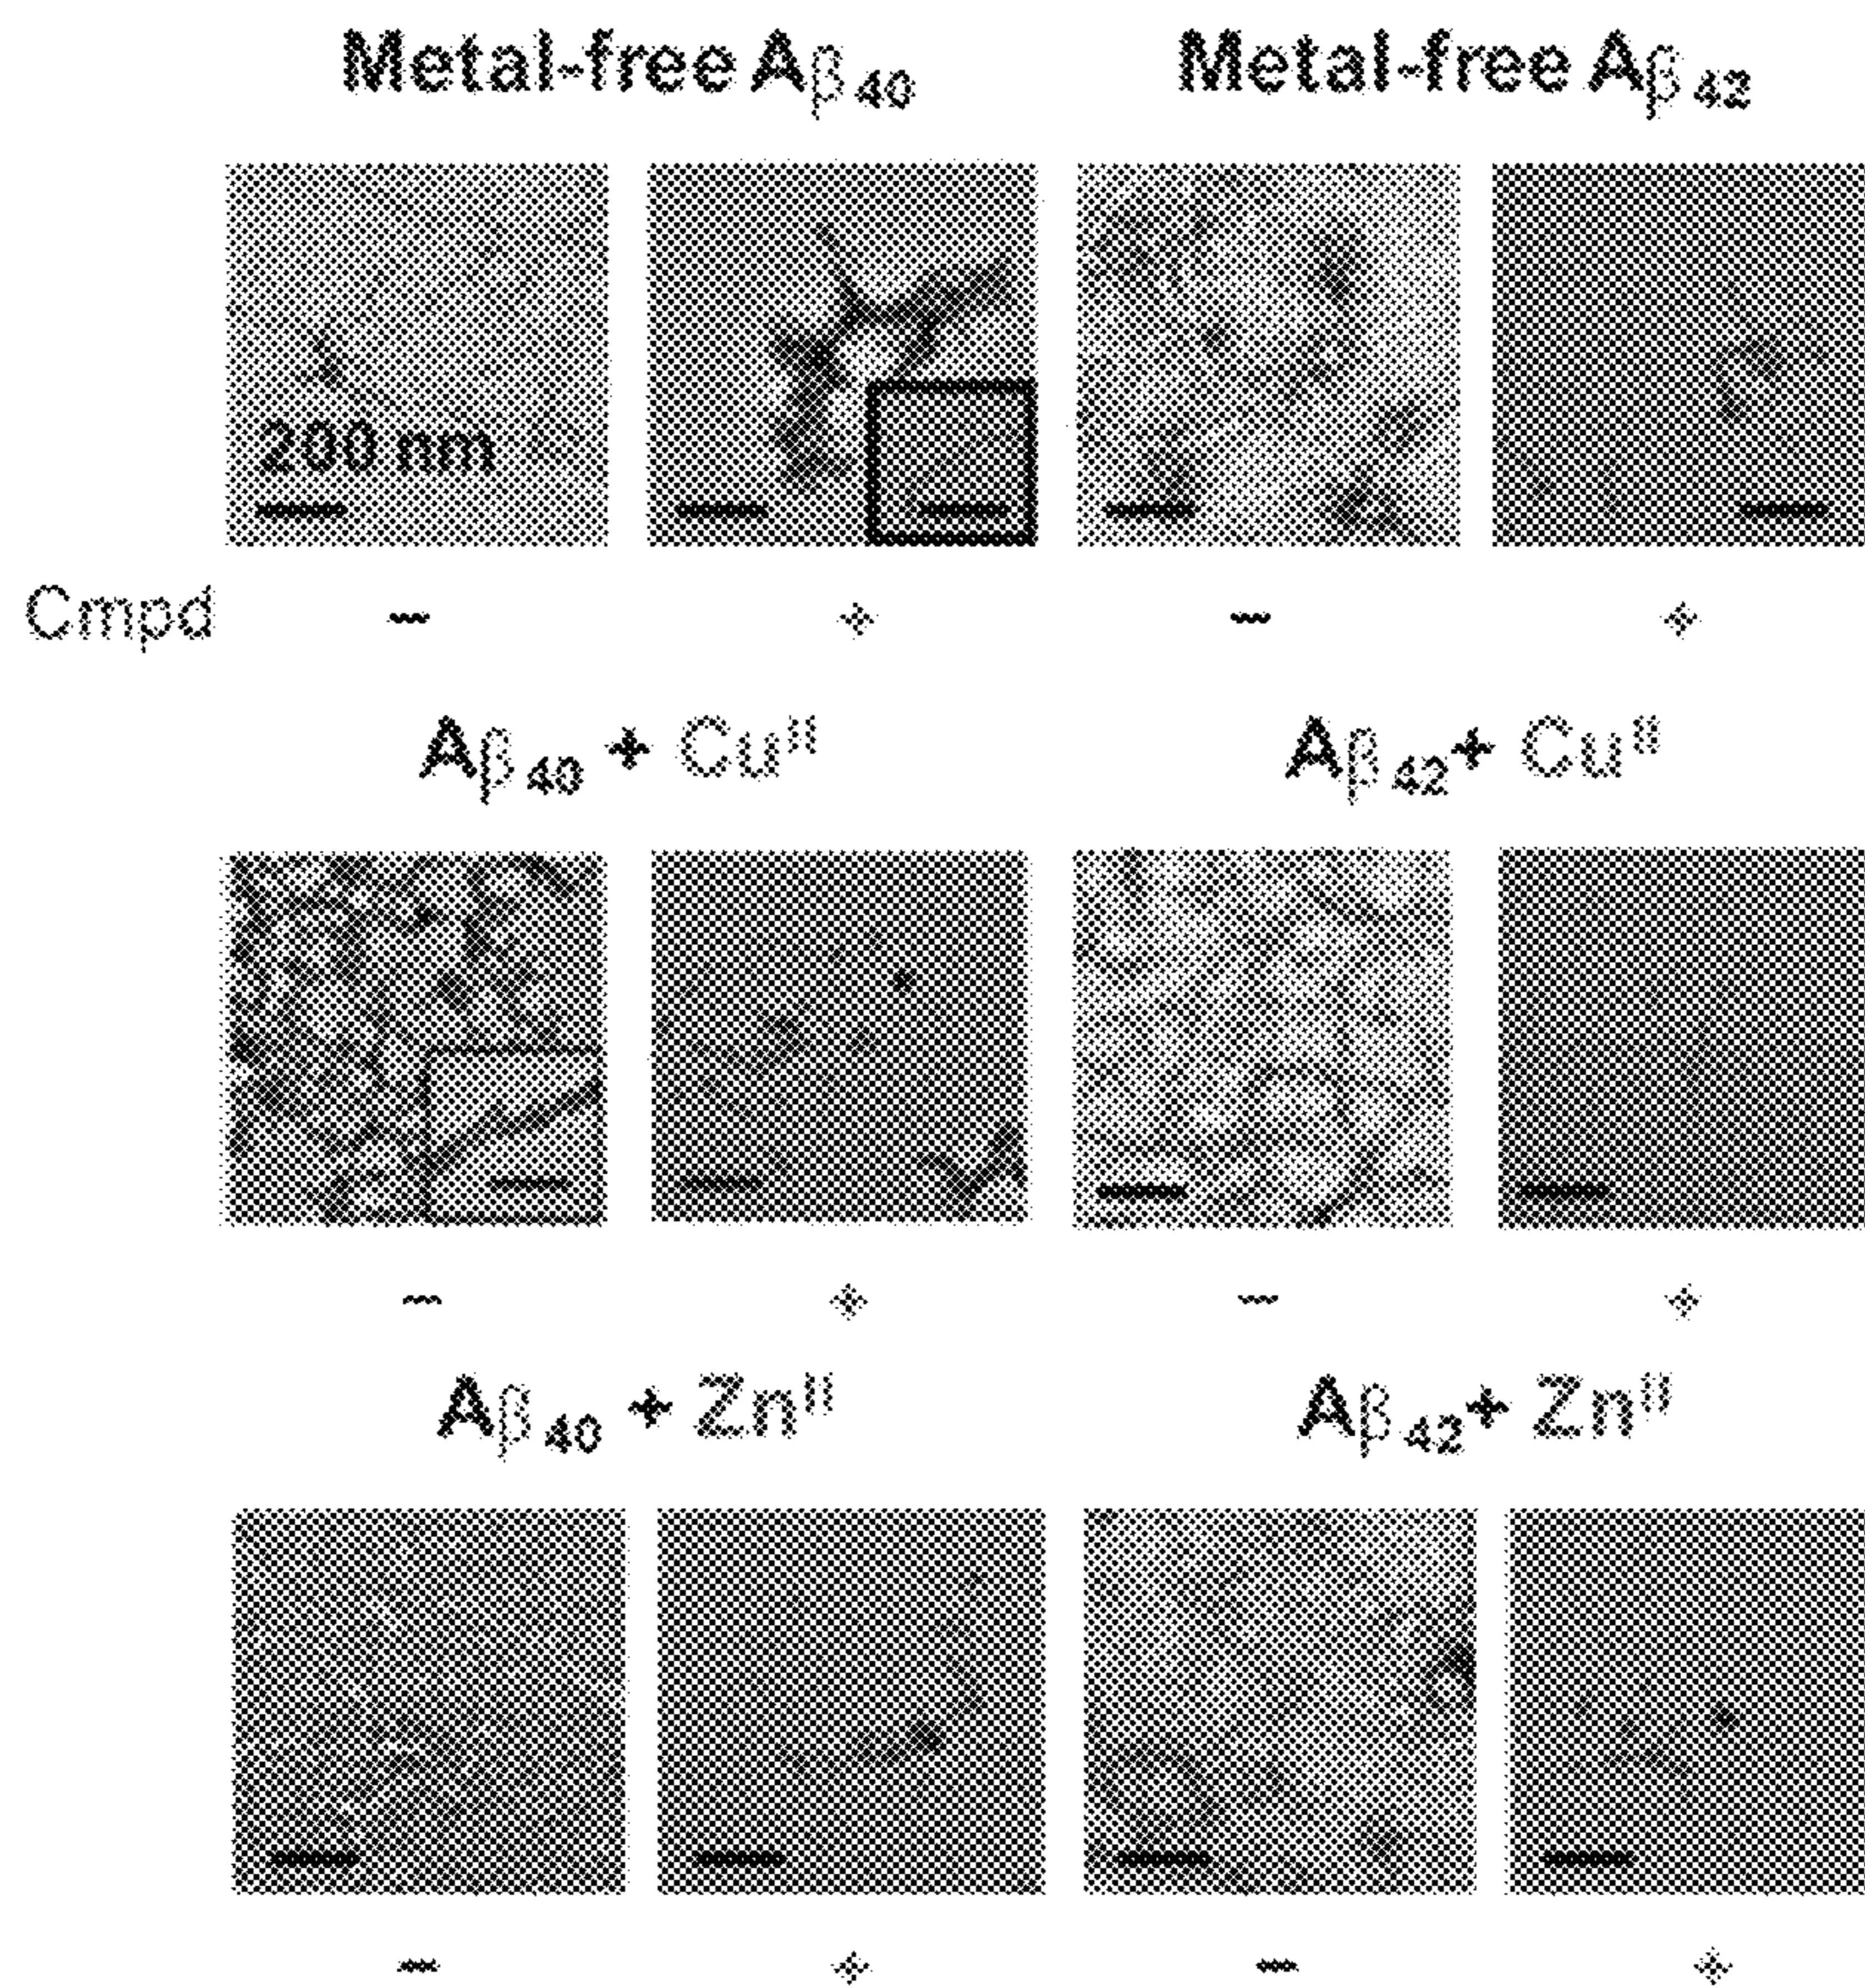 Metal-free Aβ40 Metal-free Aβ42
200 nm
Cmpd − + − +
Aβ40 + Cuᴵᴵ Aβ42+ Cuᴵᴵ
− + − +
Aβ40 + Znᴵᴵ Aβ42+ Znᴵᴵ
− + − +